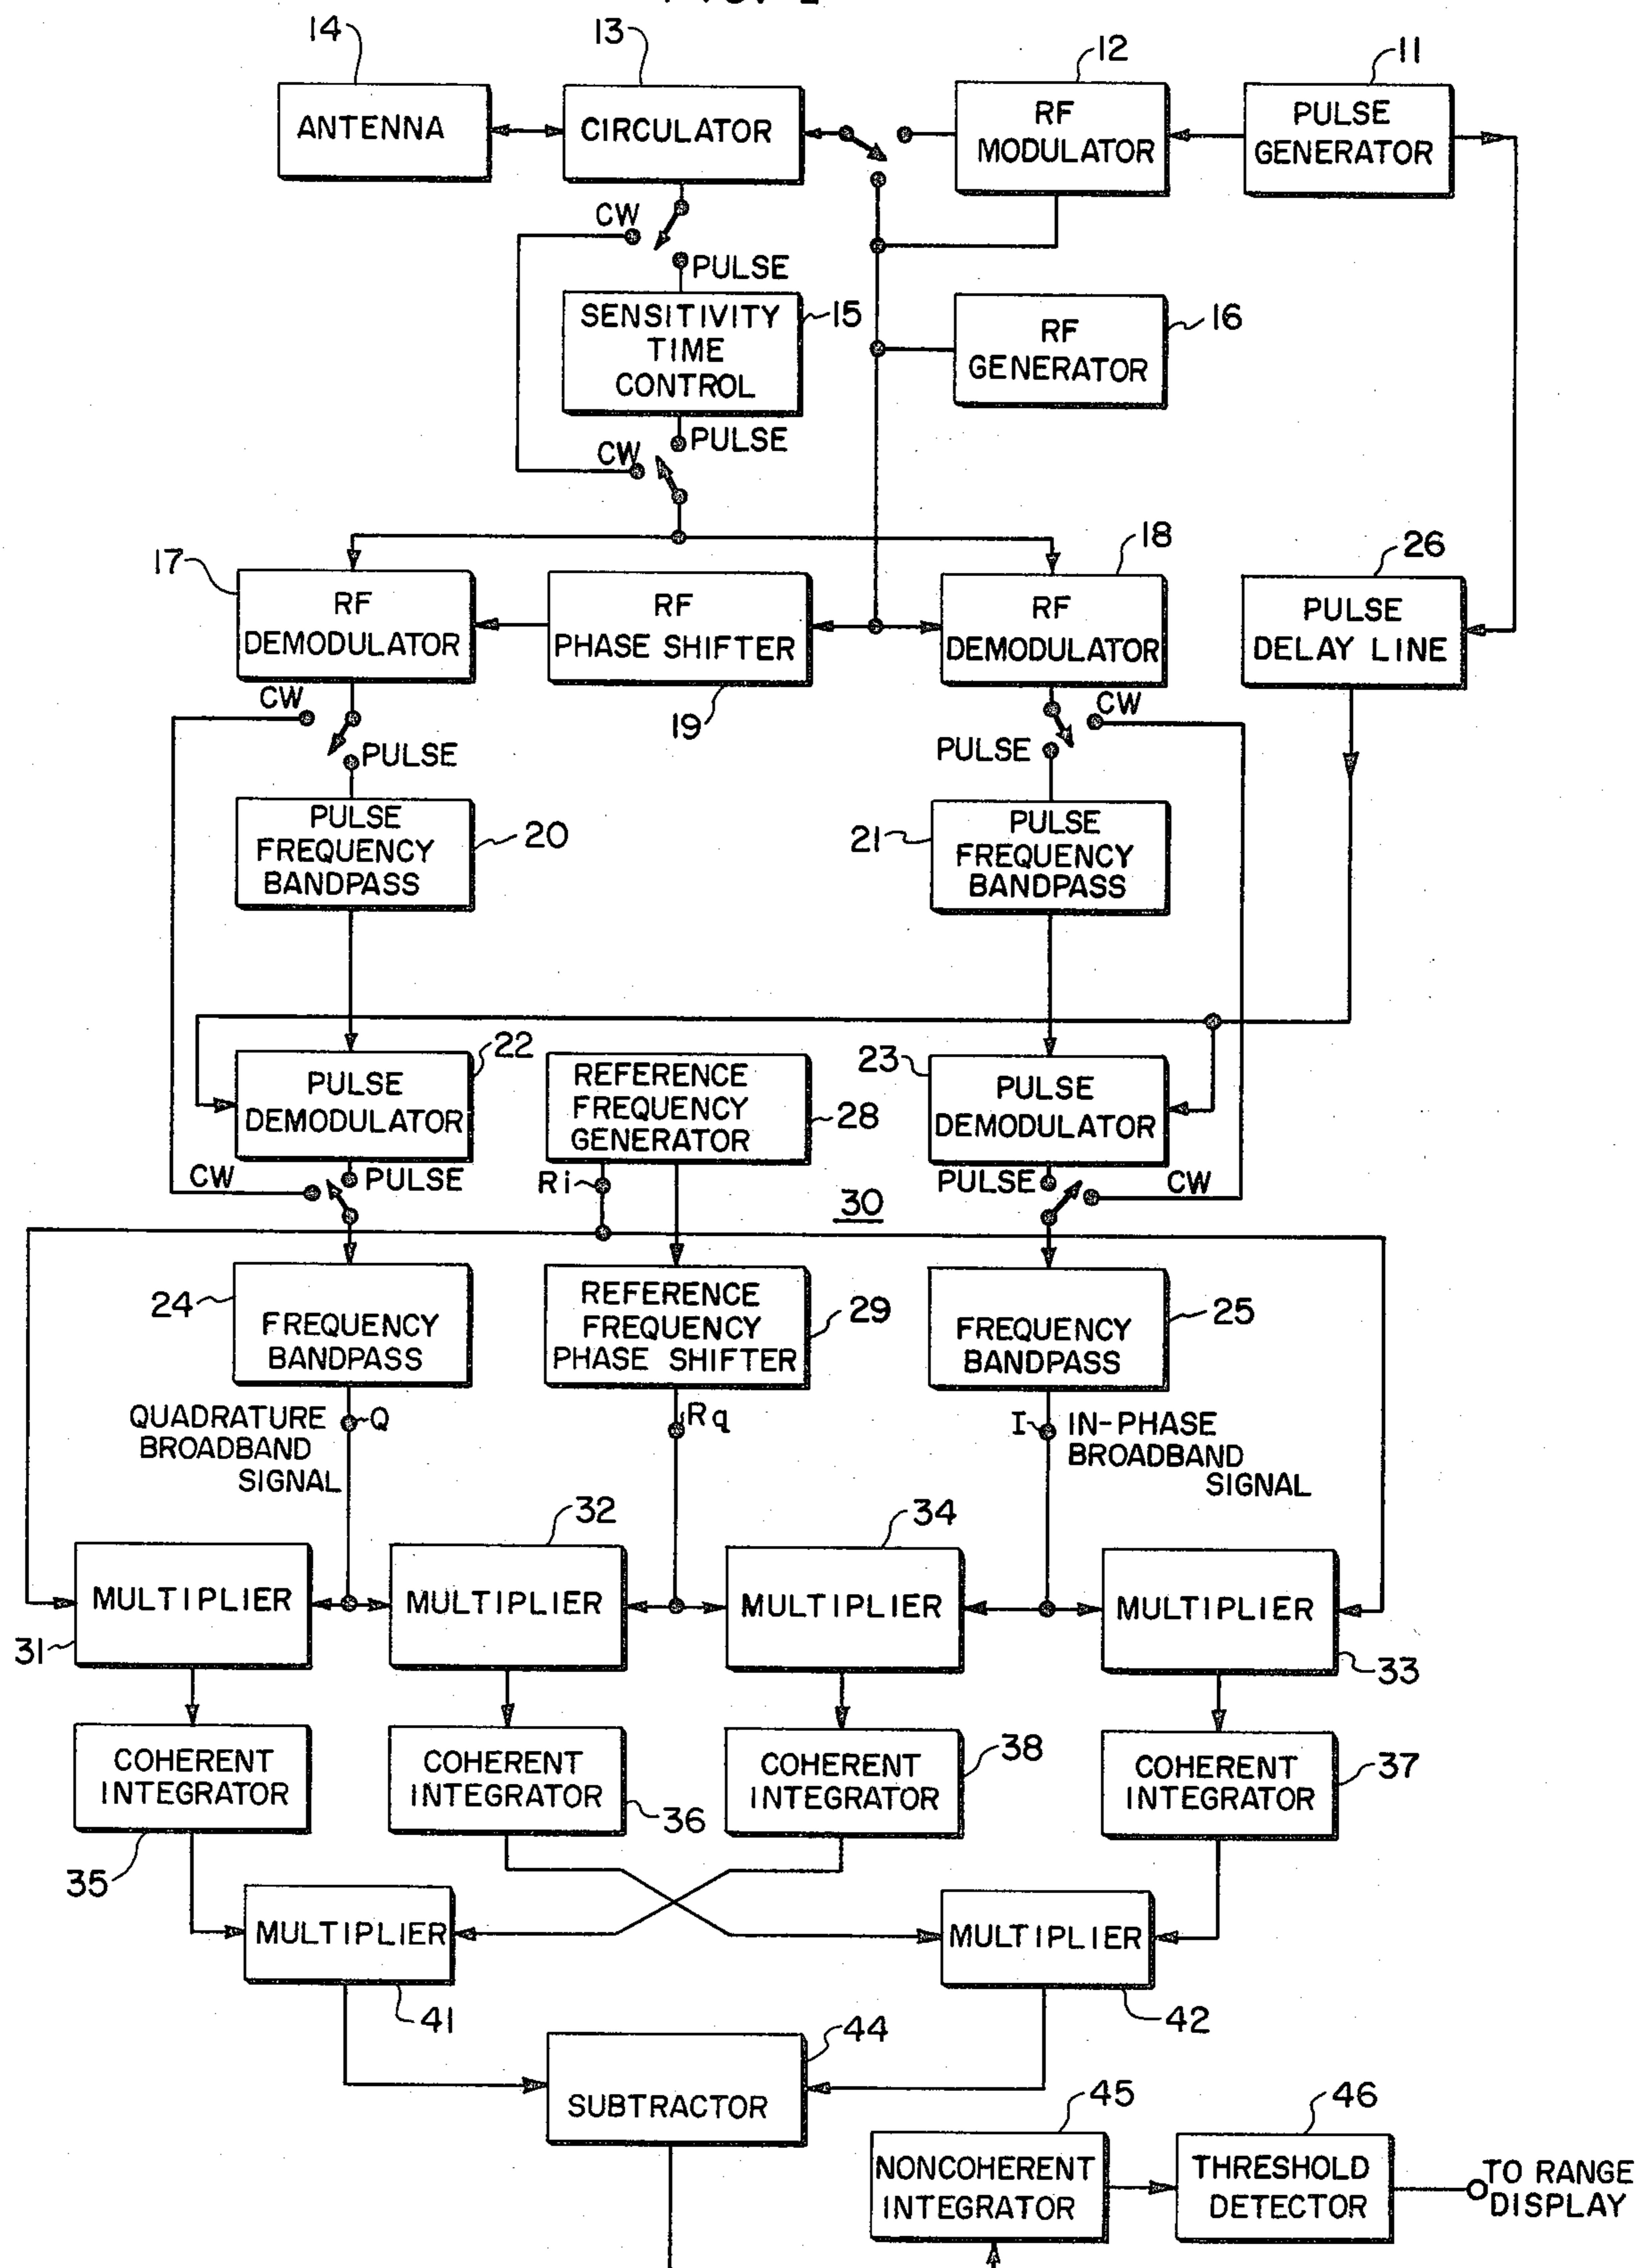 14
13
12
11
ANTENNA
CIRCULATOR
RF
MODULATOR
PULSE
GENERATOR
CW
PULSE
SENSITIVITY
TIME
CONTROL
15
RF
GENERATOR
16
PULSE
CW
17
RF
DEMODULATOR
RF
PHASE SHIFTER
19
18
RF
DEMODULATOR
26
PULSE
DELAY LINE
CW
PULSE
CW
PULSE
PULSE
FREQUENCY
BANDPASS
20
21
PULSE
FREQUENCY
BANDPASS
22
PULSE
DEMODULATOR
REFERENCE
FREQUENCY
GENERATOR
28
23
PULSE
DEMODULATOR
CW
PULSE
Ri
30
PULSE
CW
24
FREQUENCY
BANDPASS
REFERENCE
FREQUENCY
PHASE SHIFTER
29
FREQUENCY
BANDPASS
25
QUADRATURE
BROADBAND
SIGNAL
Q
Rq
I
IN-PHASE
BROADBAND
SIGNAL
32
34
MULTIPLIER
MULTIPLIER
MULTIPLIER
MULTIPLIER
31
33
COHERENT
INTEGRATOR
COHERENT
INTEGRATOR
COHERENT
INTEGRATOR
COHERENT
INTEGRATOR
35
36
38
37
MULTIPLIER
41
MULTIPLIER
42
44
SUBTRACTOR
45
NONCOHERENT
INTEGRATOR
46
THRESHOLD
DETECTOR
TO RANGE
DISPLAY